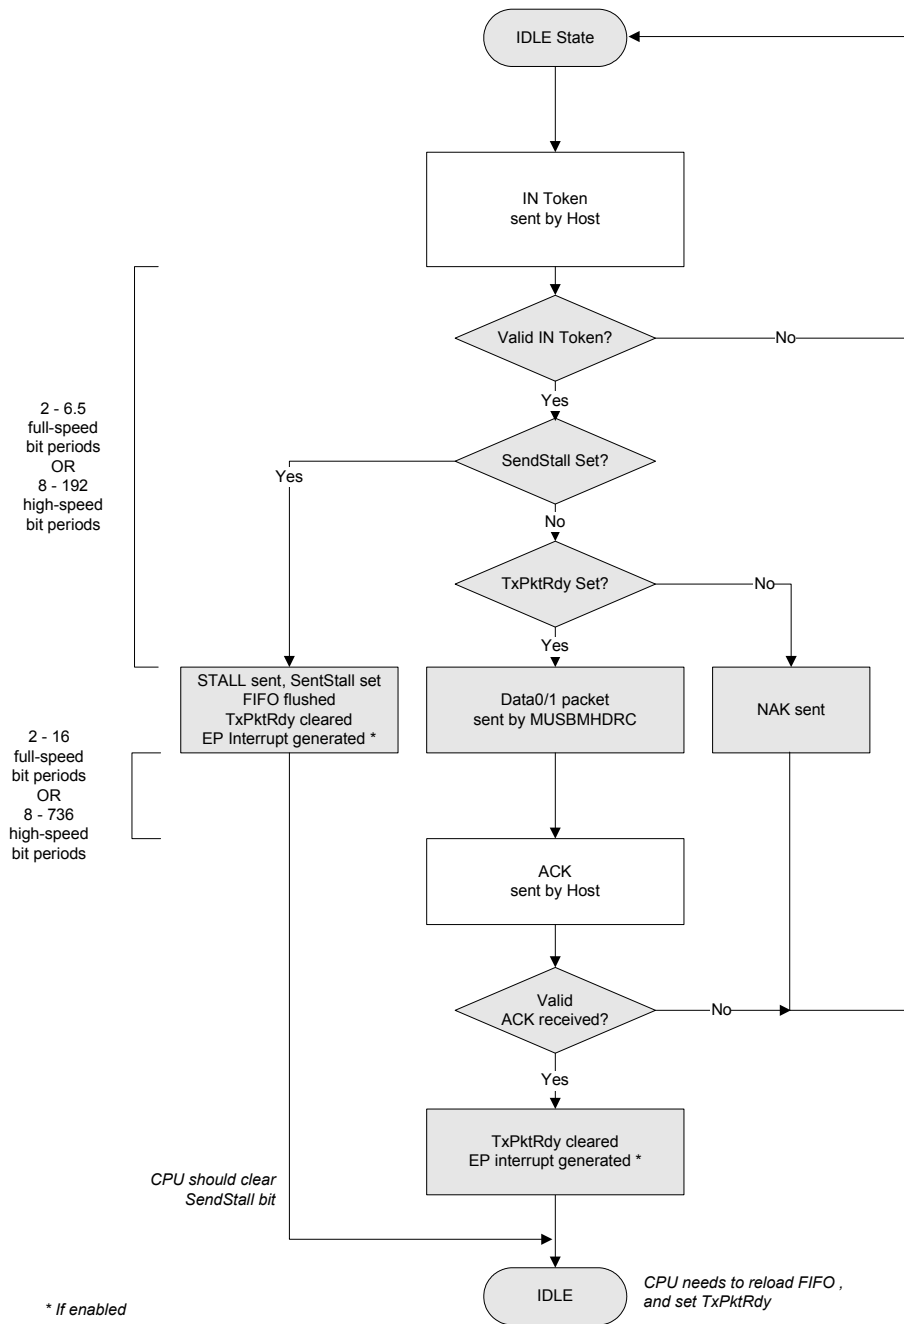 IDLE State
IN Token
sent by Host
Valid IN Token?
No
Yes
2 - 6.5
full-speed
bit periods
OR
8 - 192
high-speed
bit periods
SendStall Set?
Yes
No
TxPktRdy Set?
No
Yes
STALL sent, SentStall set
FIFO flushed
TxPktRdy cleared
EP Interrupt generated *
Data0/1 packet
sent by MUSBMHDRC
NAK sent
2 - 16
full-speed
bit periods
OR
8 - 736
high-speed
bit periods
ACK
sent by Host
Valid
ACK received?
No
Yes
TxPktRdy cleared
EP interrupt generated *
CPU should clear
SendStall bit
IDLE
CPU needs to reload FIFO ,
and set TxPktRdy
* If enabled